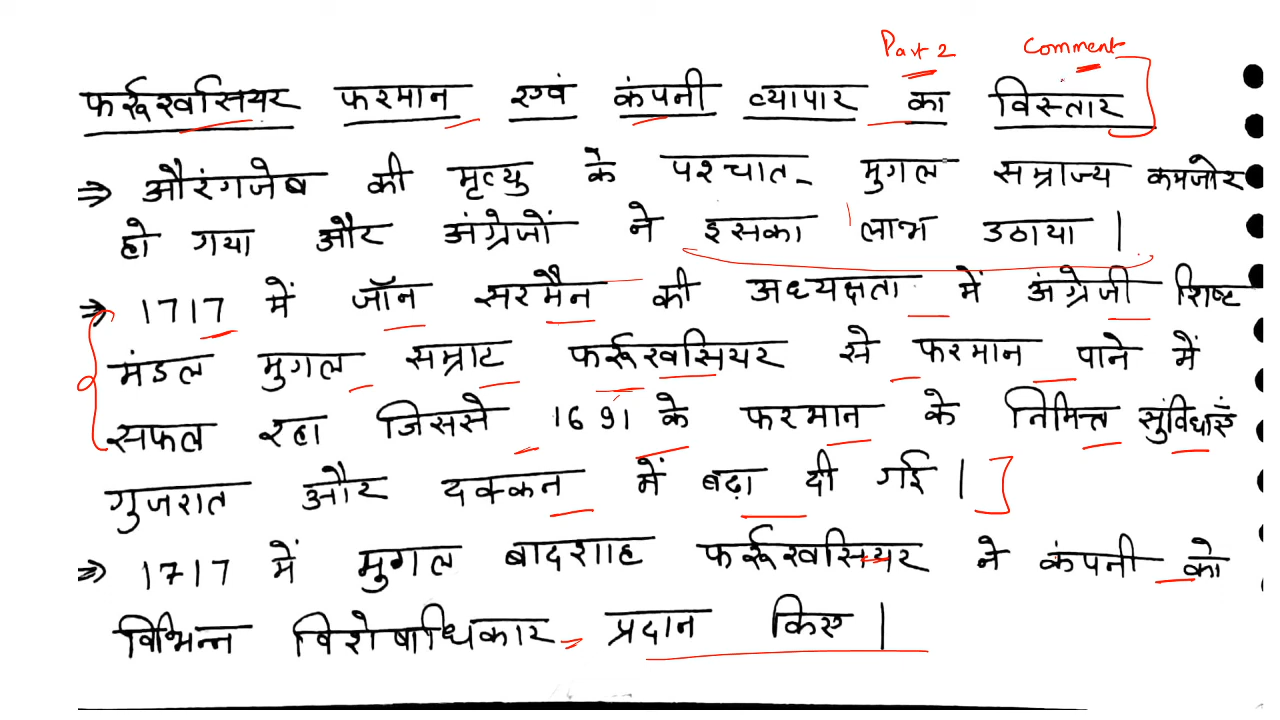 Part 2 Comment
फर्रूखसियर फरमान एवं कंपनी व्यापार का विस्तार
⇒ औरंगजेब की मृत्यु के पश्चात मुगल सम्राज्य कमजोर
हो गया और अंग्रेजों ने इसका लाभ उठाया |
⇒ 1717 में जॉन सरमैन की अध्यक्षता में अंग्रेजी शिष्ट
मंडल मुगल सम्राट फर्रूखसियर से फरमान पाने में
सफल रहा जिससे 1691 के फरमान के निमित्त सुविधाएँ
गुजरात और दक्कन में बढ़ा दी गई |
⇒ 1717 में मुगल बादशाह फर्रूखसियर ने कंपनी को
विभिन्न विशेषाधिकार प्रदान किए |